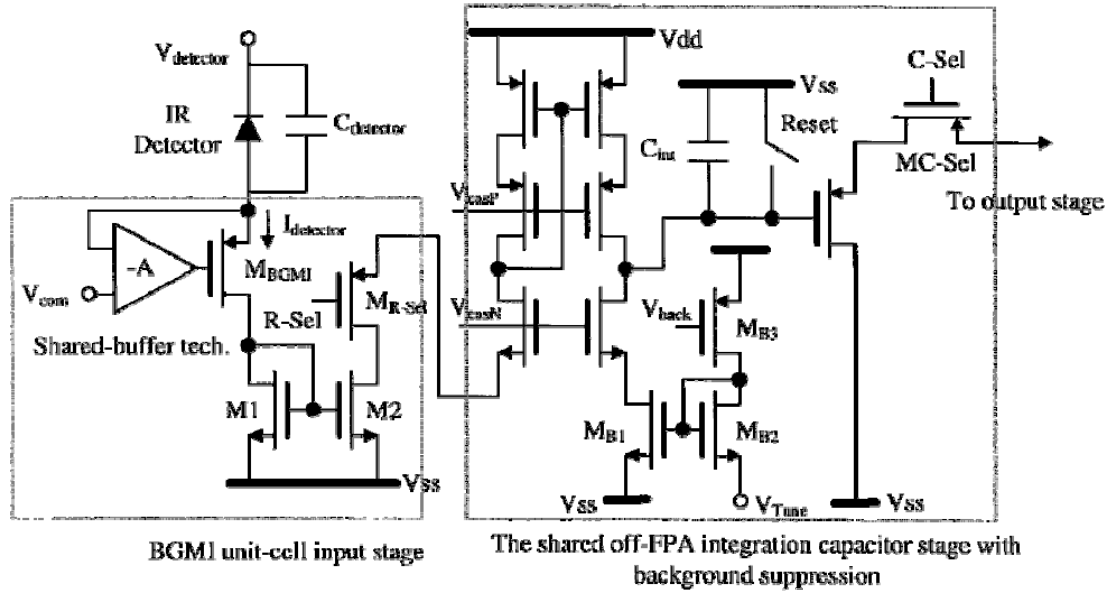 Vdetector
IR
Detector
Cdetector
Idetector
-A
MBGMI
Vcom
R-Sel
MR-Sel
Shared-buffer tech.
M1
M2
Vss
BGMI unit-cell input stage
Vdd
VcasP
VcasN
Cint
Vss
Reset
C-Sel
MC-Sel
To output stage
Vback
MB3
MB1
MB2
Vss
VTune
Vss
The shared off-FPA integration capacitor stage with
background suppression